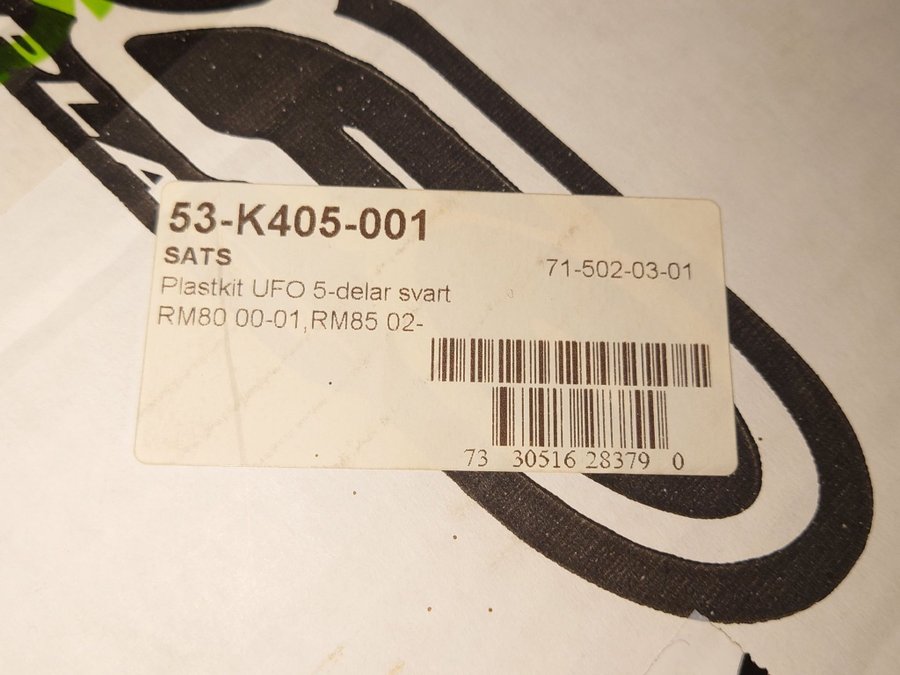 PLA
53-K405-001
SATS
71-502-03-01
Plastkit UFO 5-delar svart
RM80 00-01,RM85 02-
73 30516 28379 0